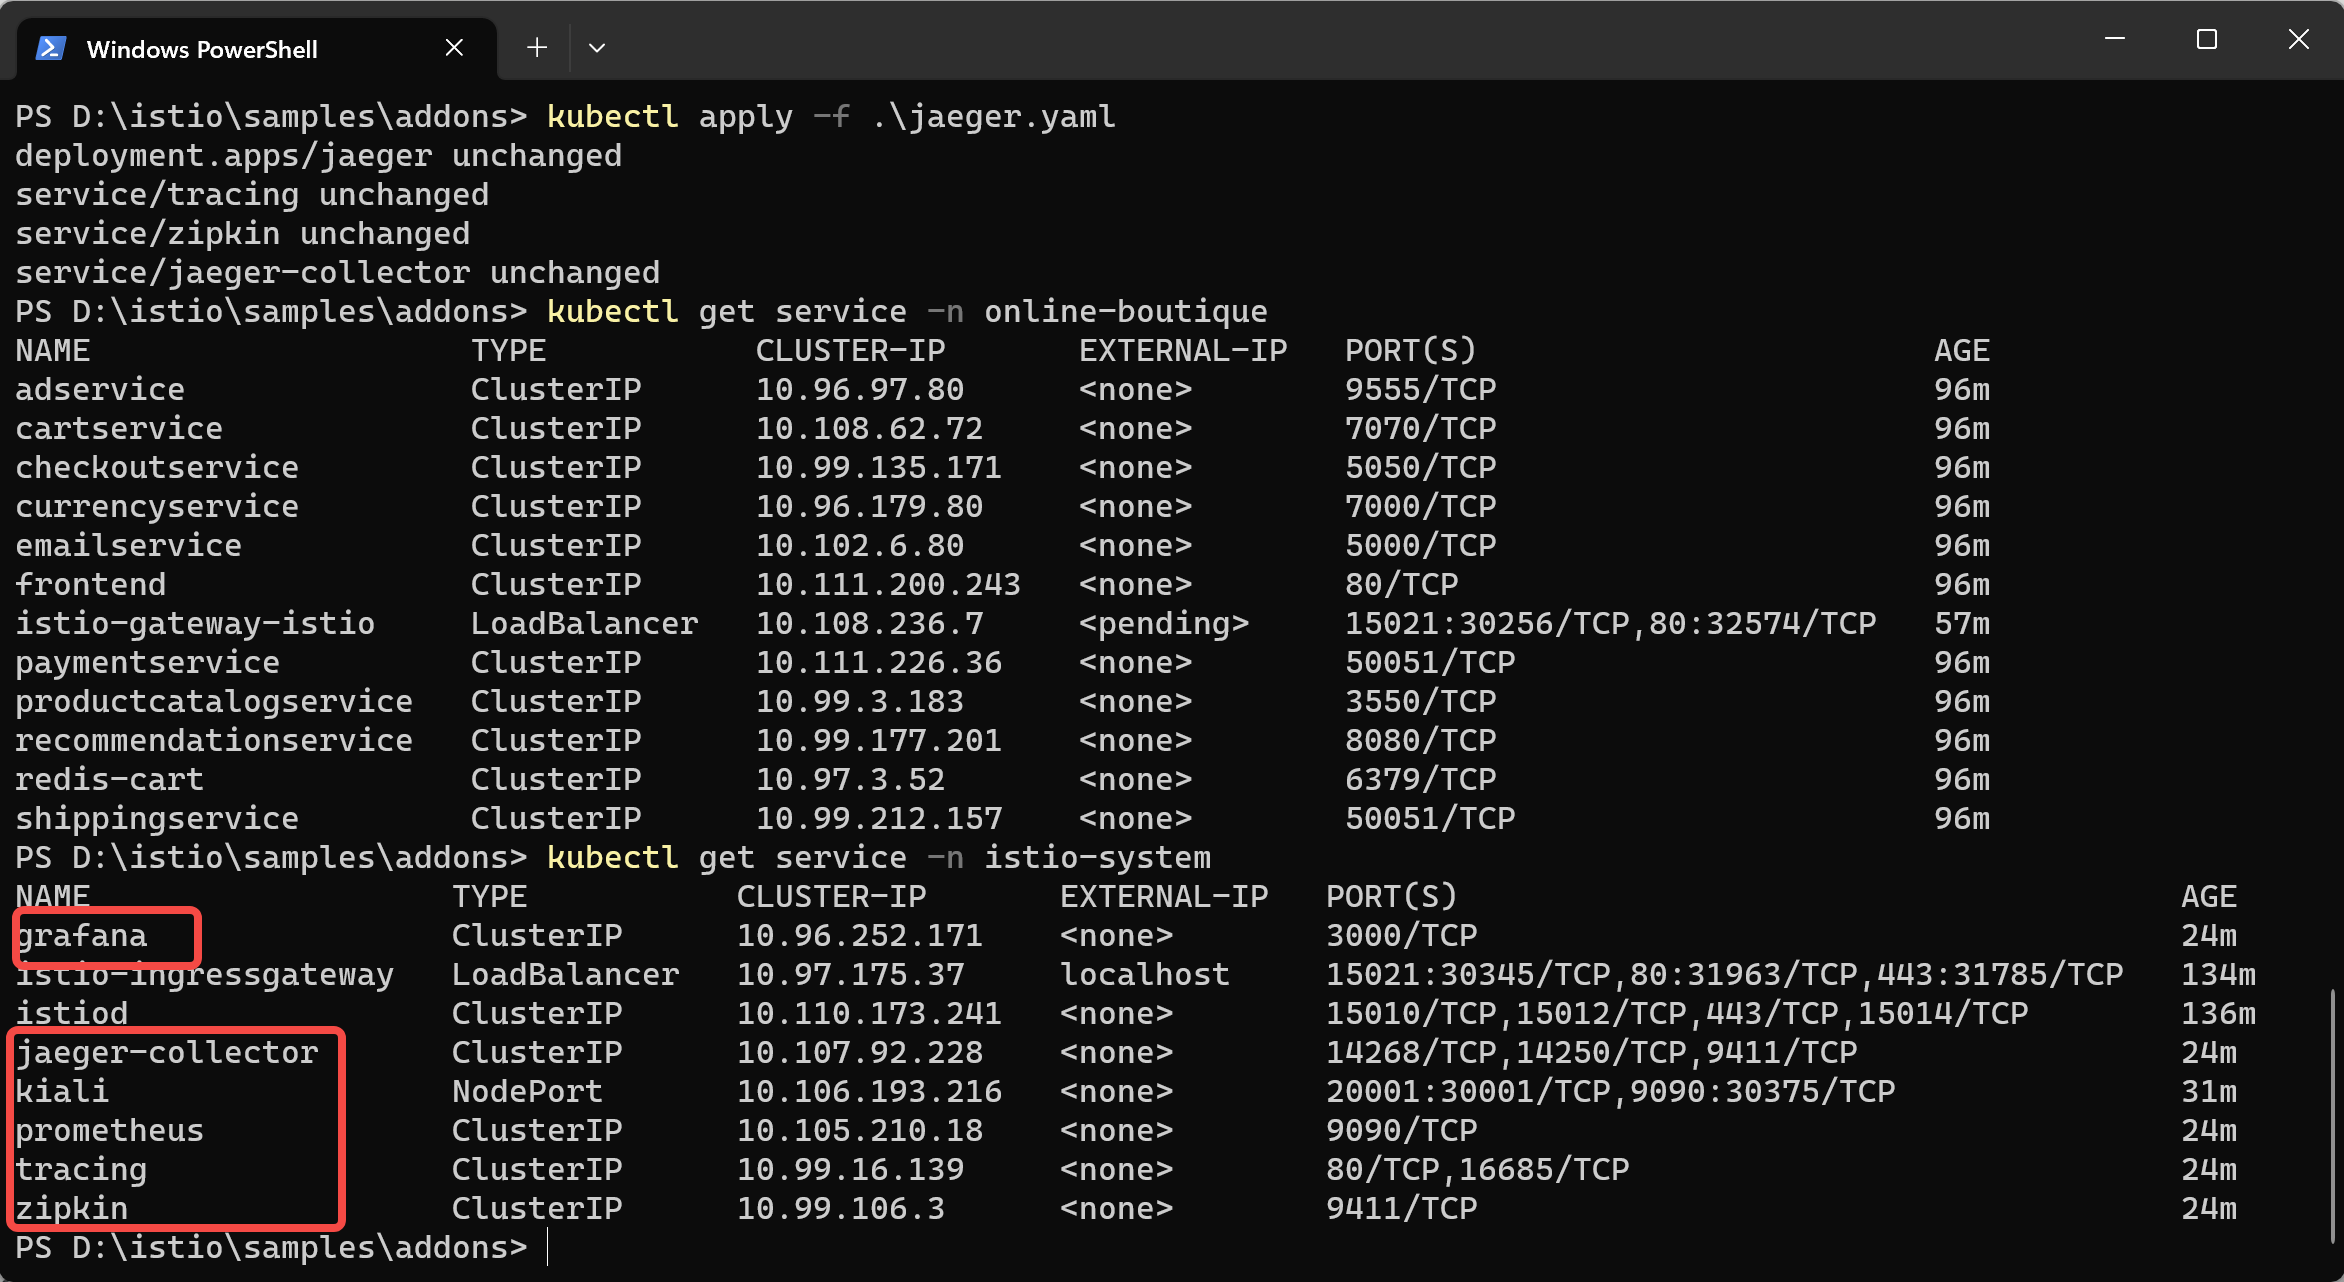 Windows PowerShell
PS D:\istio\samples\addons> kubectl apply -f .\jaeger.yaml
deployment.apps/jaeger unchanged
service/tracing unchanged
service/zipkin unchanged
service/jaeger-collector unchanged
PS D:\istio\samples\addons> kubectl get service -n online-boutique
NAME TYPE CLUSTER-IP EXTERNAL-IP PORT(S) AGE
adservice ClusterIP 10.96.97.80 <none> 9555/TCP 96m
cartservice ClusterIP 10.108.62.72 <none> 7070/TCP 96m
checkoutservice ClusterIP 10.99.135.171 <none> 5050/TCP 96m
currencyservice ClusterIP 10.96.179.80 <none> 7000/TCP 96m
emailservice ClusterIP 10.102.6.80 <none> 5000/TCP 96m
frontend ClusterIP 10.111.200.243 <none> 80/TCP 96m
istio-gateway-istio LoadBalancer 10.108.236.7 <pending> 15021:30256/TCP,80:32574/TCP 57m
paymentservice ClusterIP 10.111.226.36 <none> 50051/TCP 96m
productcatalogservice ClusterIP 10.99.3.183 <none> 3550/TCP 96m
recommendationservice ClusterIP 10.99.177.201 <none> 8080/TCP 96m
redis-cart ClusterIP 10.97.3.52 <none> 6379/TCP 96m
shippingservice ClusterIP 10.99.212.157 <none> 50051/TCP 96m
PS D:\istio\samples\addons> kubectl get service -n istio-system
NAME TYPE CLUSTER-IP EXTERNAL-IP PORT(S) AGE
grafana ClusterIP 10.96.252.171 <none> 3000/TCP 24m
istio-ingressgateway LoadBalancer 10.97.175.37 localhost 15021:30345/TCP,80:31963/TCP,443:31785/TCP 134m
istiod ClusterIP 10.110.173.241 <none> 15010/TCP,15012/TCP,443/TCP,15014/TCP 136m
jaeger-collector ClusterIP 10.107.92.228 <none> 14268/TCP,14250/TCP,9411/TCP 24m
kiali NodePort 10.106.193.216 <none> 20001:30001/TCP,9090:30375/TCP 31m
prometheus ClusterIP 10.105.210.18 <none> 9090/TCP 24m
tracing ClusterIP 10.99.16.139 <none> 80/TCP,16685/TCP 24m
zipkin ClusterIP 10.99.106.3 <none> 9411/TCP 24m
PS D:\istio\samples\addons>